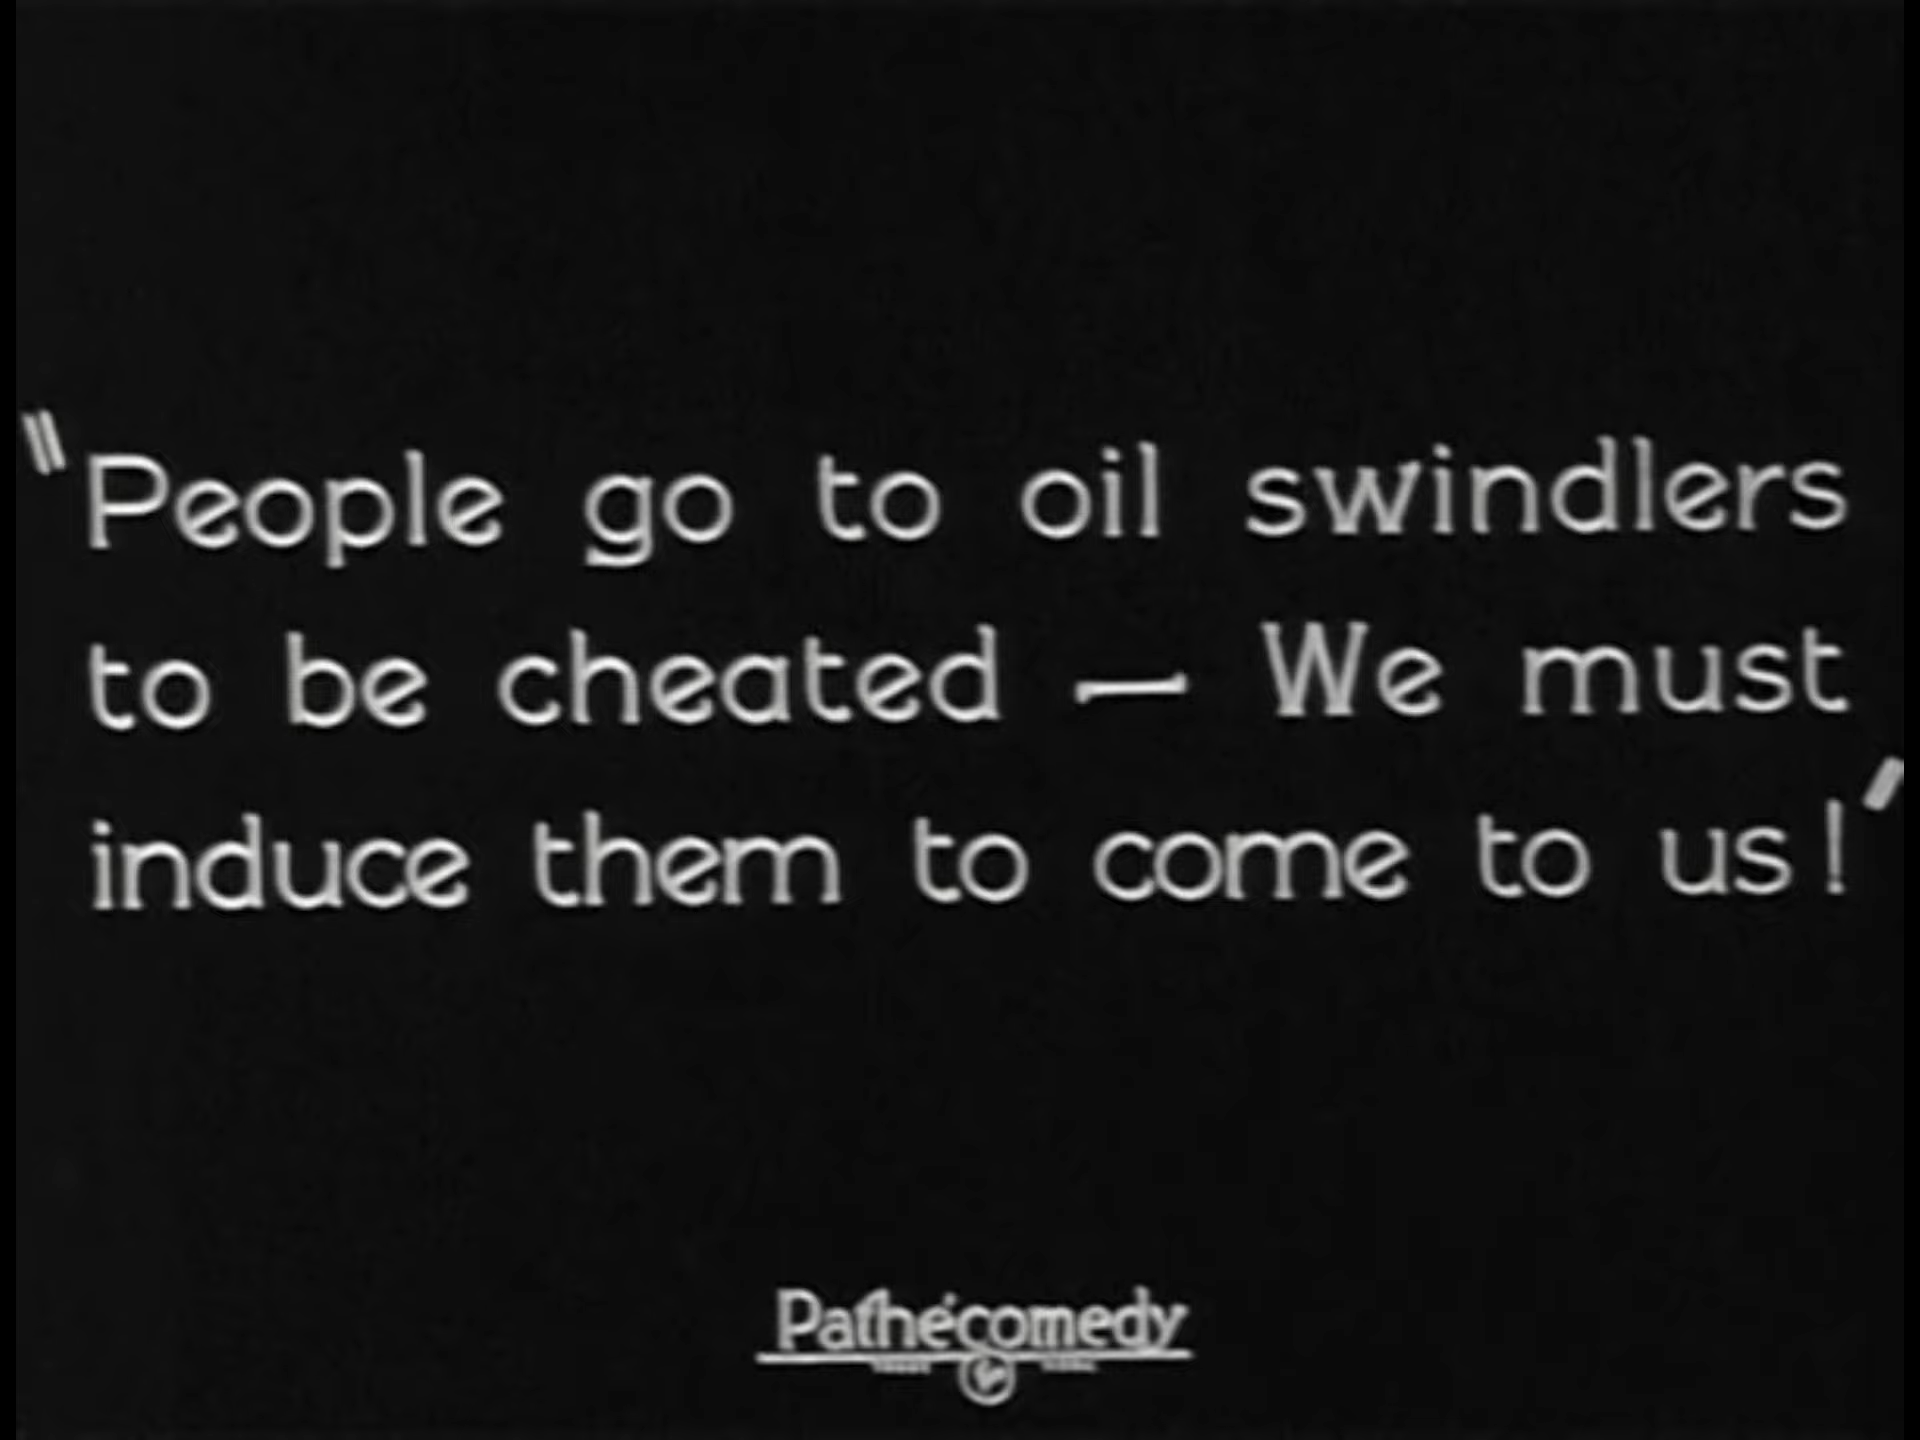 "People go to oil swindlers
to be cheated — We must
induce them to come to us!'
Pathécomedy